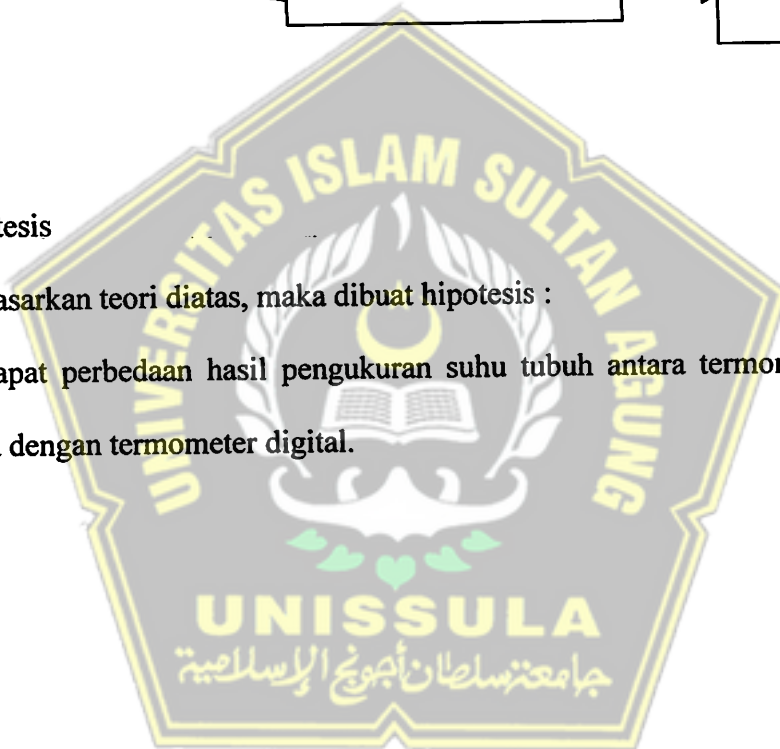 tesis
asarkan teori diatas, maka dibuat hipotesis :
apat perbedaan hasil pengukuran suhu tubuh antara termo
dengan termometer digital.
UNIVERSITAS ISLAM SULTAN AGUNG
UNISSULA
جامعة سلطان أجونج الإسلامية